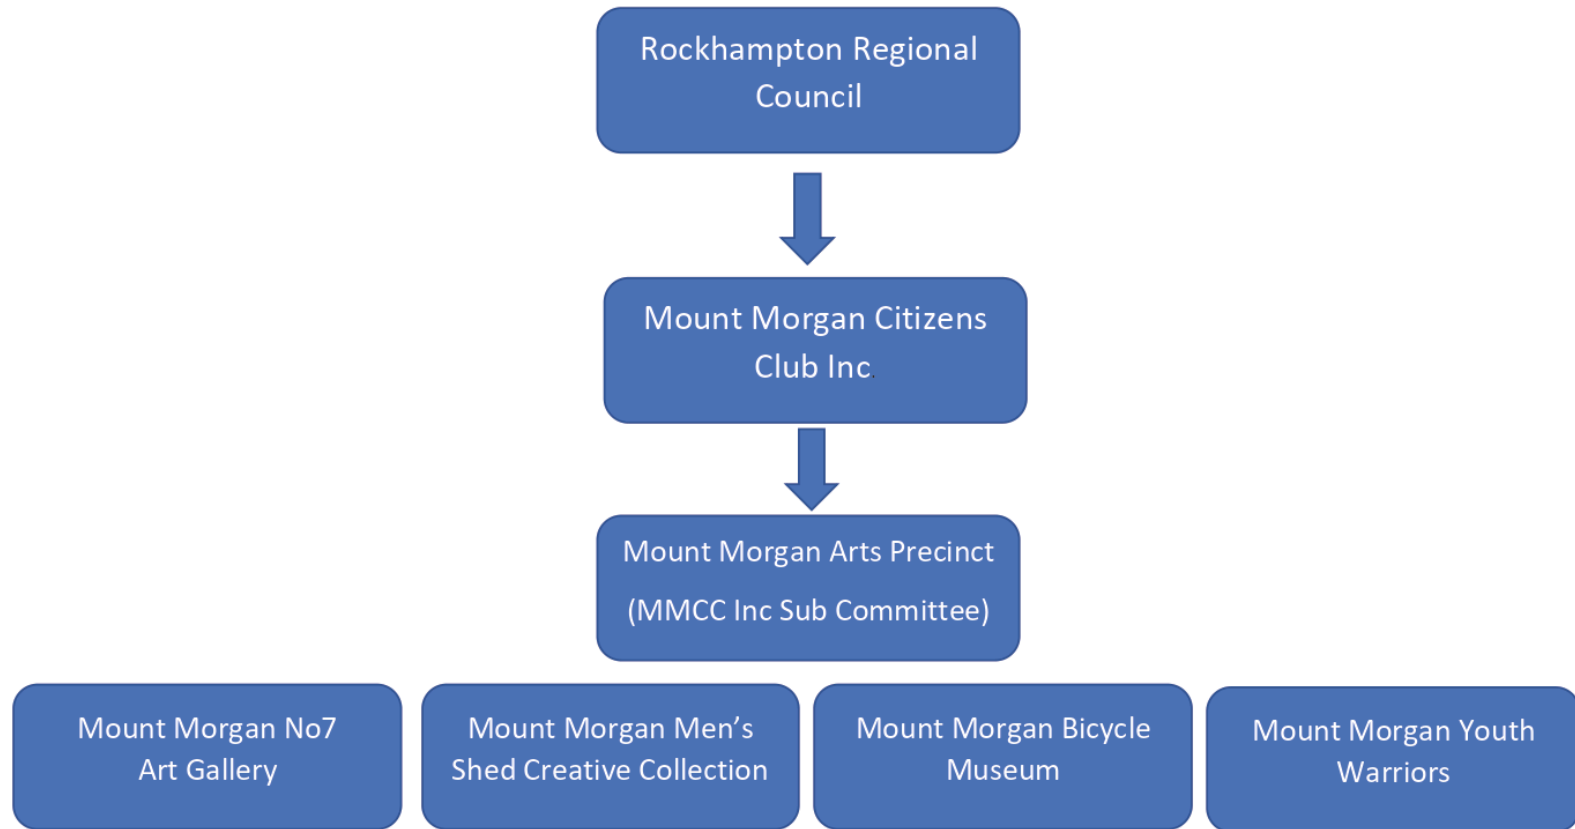 Rockhampton Regional
Council
Mount Morgan Citizens
Club Inc.
Mount Morgan Arts Precinct
(MMCC Inc Sub Committee)
Mount Morgan No7
Art Gallery
Mount Morgan Men’s
Shed Creative Collection
Mount Morgan Bicycle
Museum
Mount Morgan Youth
Warriors